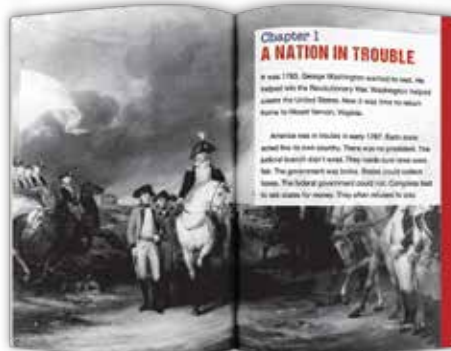 Chapter 1
A NATION IN TROUBLE
It was 1783. George Washington wanted to rest. He
helped win the Revolutionary War. Washington helped
create the United States. Now it was time to return
home to Mount Vernon, Virginia.
America was in trouble in early 1787. Each state
acted like its own country. There was no president. The
judicial branch didn't exist. They made sure laws were
fair. The government was broke. States could collect
taxes. The federal government could not. Congress had
to ask states for money. They often refused to pay.